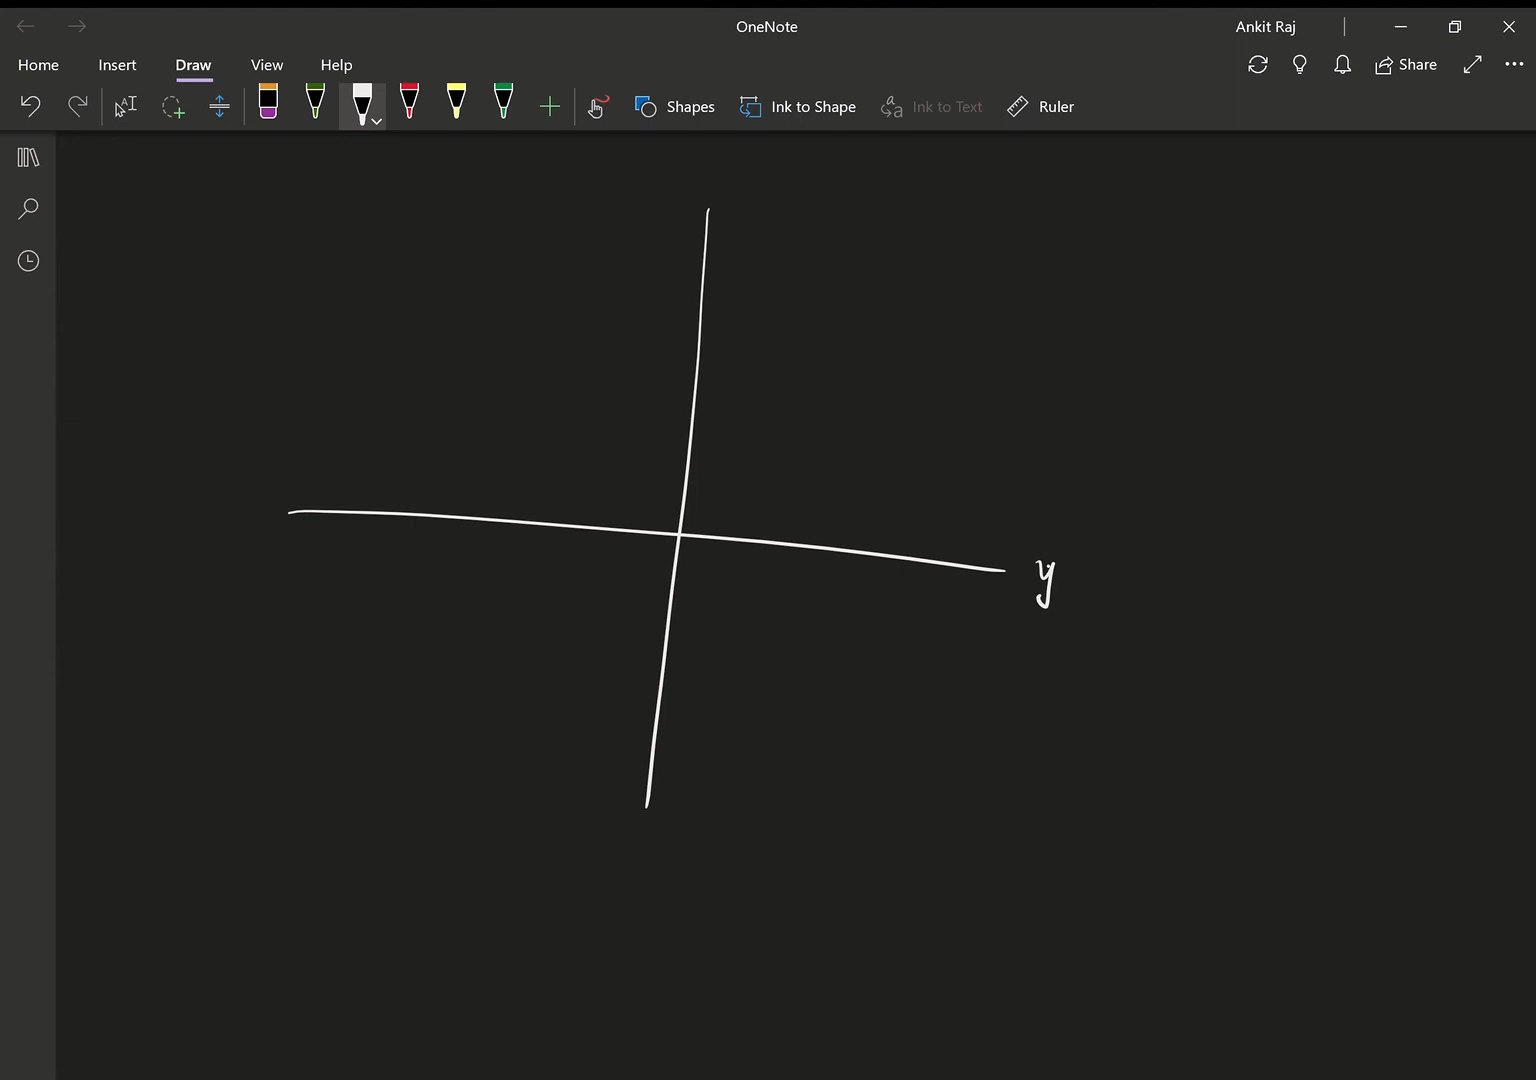 OneNote
Ankit Raj
Home Insert Draw View Help
Share
Shapes Ink to Shape Ink to Text Ruler
y